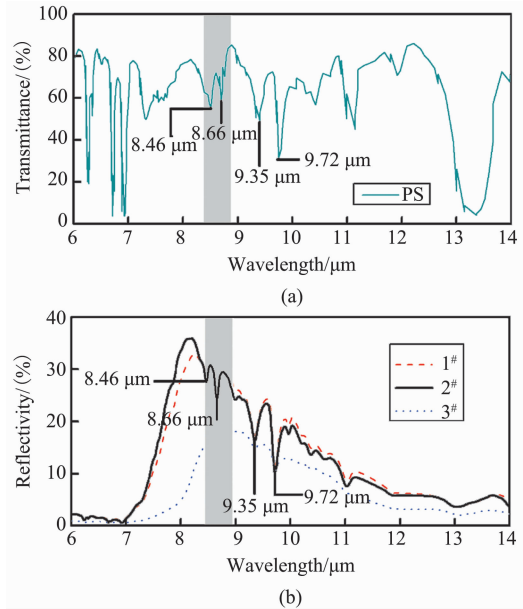 100
80
60
40
20
0
Transmittance/ (%)
8.46 μm
8.66 μm
9.35 μm
9.72 μm
PS
6 7 8 9 10 11 12 13 14
Wavelength/μm
(a)
40
30
20
10
0
Reflectivity/ (%)
8.46 μm
8.66 μm
9.35 μm
9.72 μm
1#
2#
3#
6 7 8 9 10 11 12 13 14
Wavelength/μm
(b)